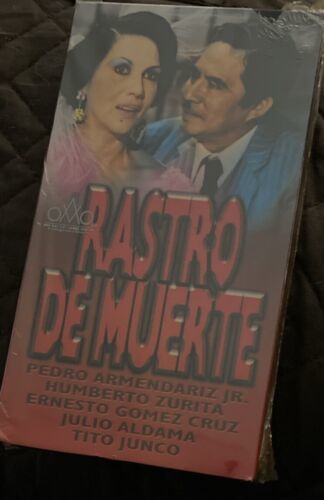 RASTRO
DE MUERTE
PEDRO ARMENDARIZ JR.
HUMBERTO ZURITA
ERNESTO GOMEZ CRUZ
JULIO ALDAMA
TITO JUNCO